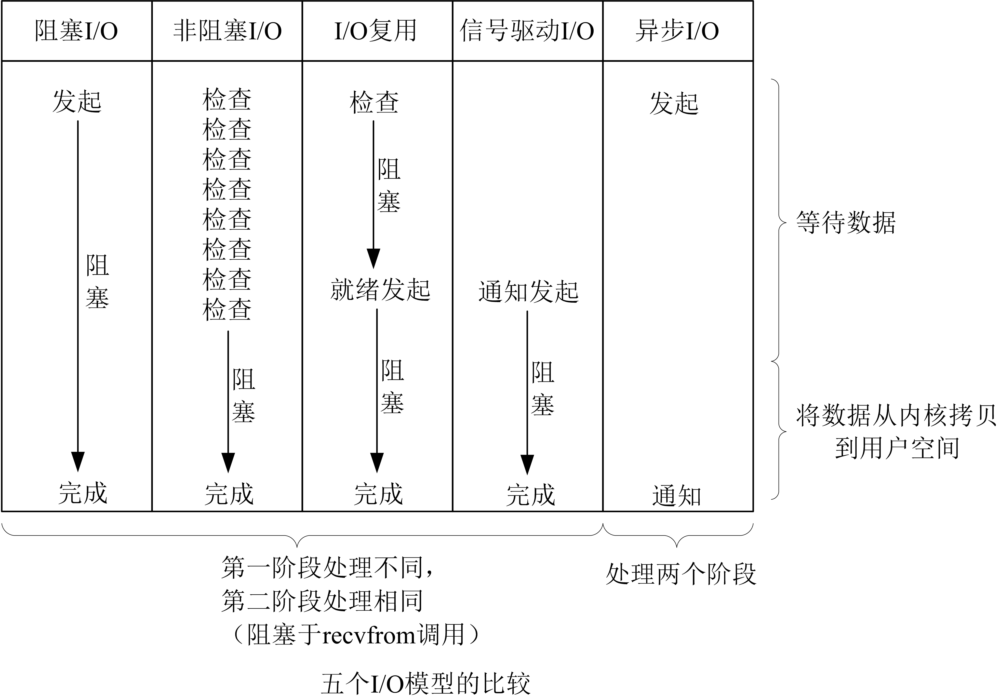 阻塞I/O
非阻塞I/O
I/O复用
信号驱动I/O
异步I/O
发起
阻
塞
完成
检查
检查
检查
检查
检查
检查
检查
检查
阻
塞
完成
检查
阻
塞
就绪发起
阻
塞
完成
通知发起
阻
塞
完成
发起
通知
等待数据
将数据从内核拷贝
到用户空间
第一阶段处理不同，
第二阶段处理相同
（阻塞于recvfrom调用）
处理两个阶段
五个I/O模型的比较